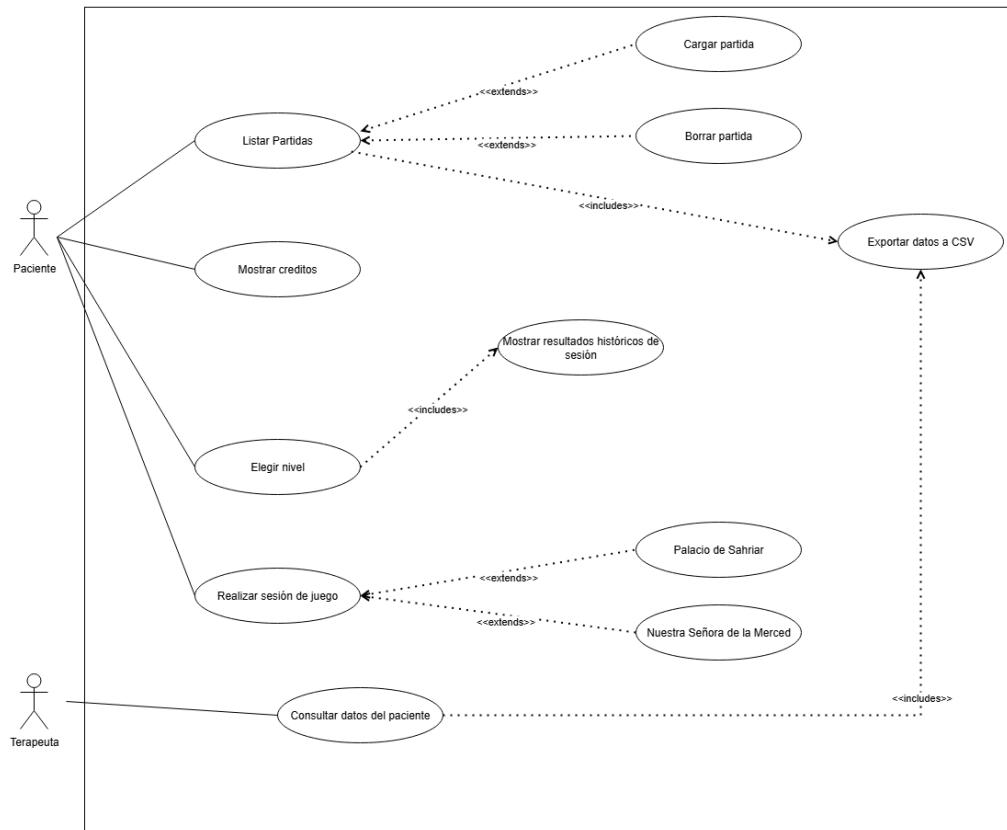 Cargar partida
<<extends>>
Listar Partidas
Borrar partida
<<extends>>
<<includes>>
Exportar datos a CSV
Paciente
Mostrar creditos
Mostrar resultados históricos de
sesión
<<includes>>
Elegir nivel
Palacio de Sahriar
<<extends>>
Realizar sesión de juego
<<extends>>
Nuestra Señora de la Merced
<<includes>>
Consultar datos del paciente
Terapeuta